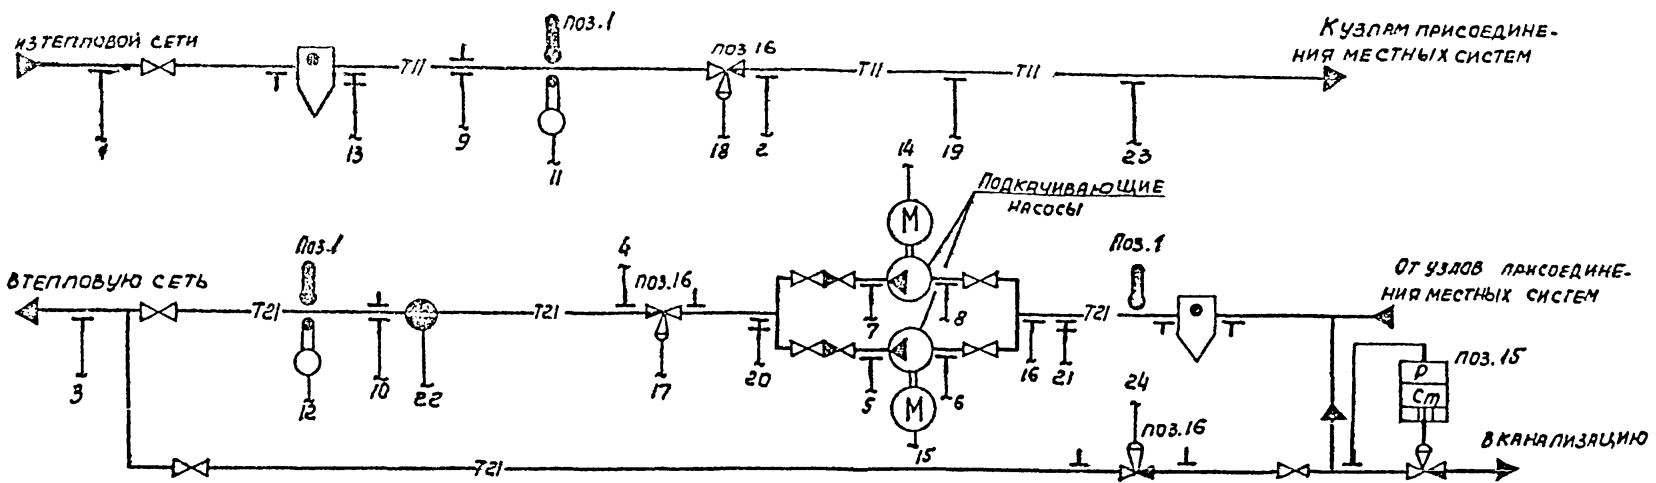 ИЗ ТЕПЛОВОЙ СЕТИ
Поз.1
поз 16
К УЗЛАМ ПРИСОЕДИНЕ-
НИЯ МЕСТНЫХ СИСТЕМ
Т11
Т11
Т11
1
13
9
11
18
2
19
23
14
ПОДКАЧИВАЮЩИЕ
НАСОСЫ
М
В ТЕПЛОВУЮ СЕТЬ
Поз.1
4
поз.16
Поз.1
ОТ УЗЛОВ ПРИСОЕДИНЕ-
НИЯ МЕСТНЫХ СИСТЕМ
Т21
Т21
Т21
7
8
3
12
10
22
17
20
5
6
16
21
М
15
24
поз.16
поз.15
Р
Ст
Т21
В КАНАЛИЗАЦИЮ